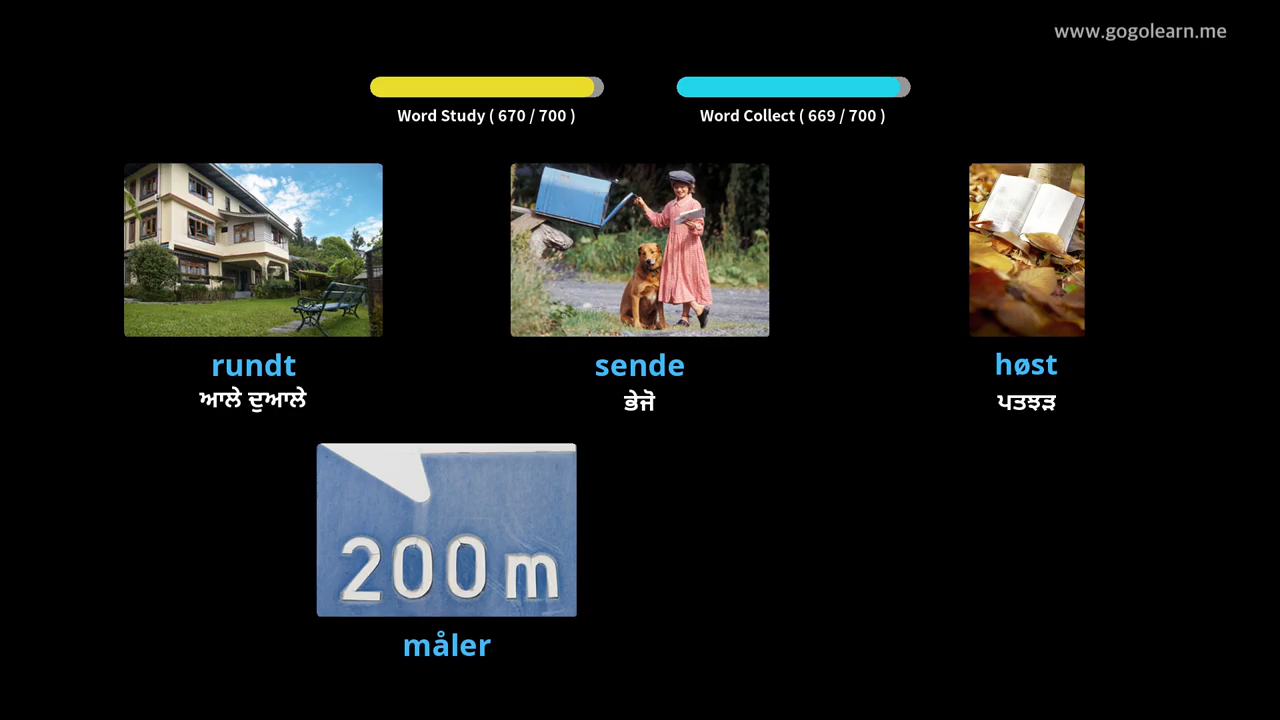 www.gogolearn.me
Word Study ( 670 / 700 )
Word Collect ( 669 / 700 )
rundt
ਆਲੇ ਦੁਆਲੇ
sende
ਭੇਜੋ
høst
ਪਤਝੜ
200 m
måler